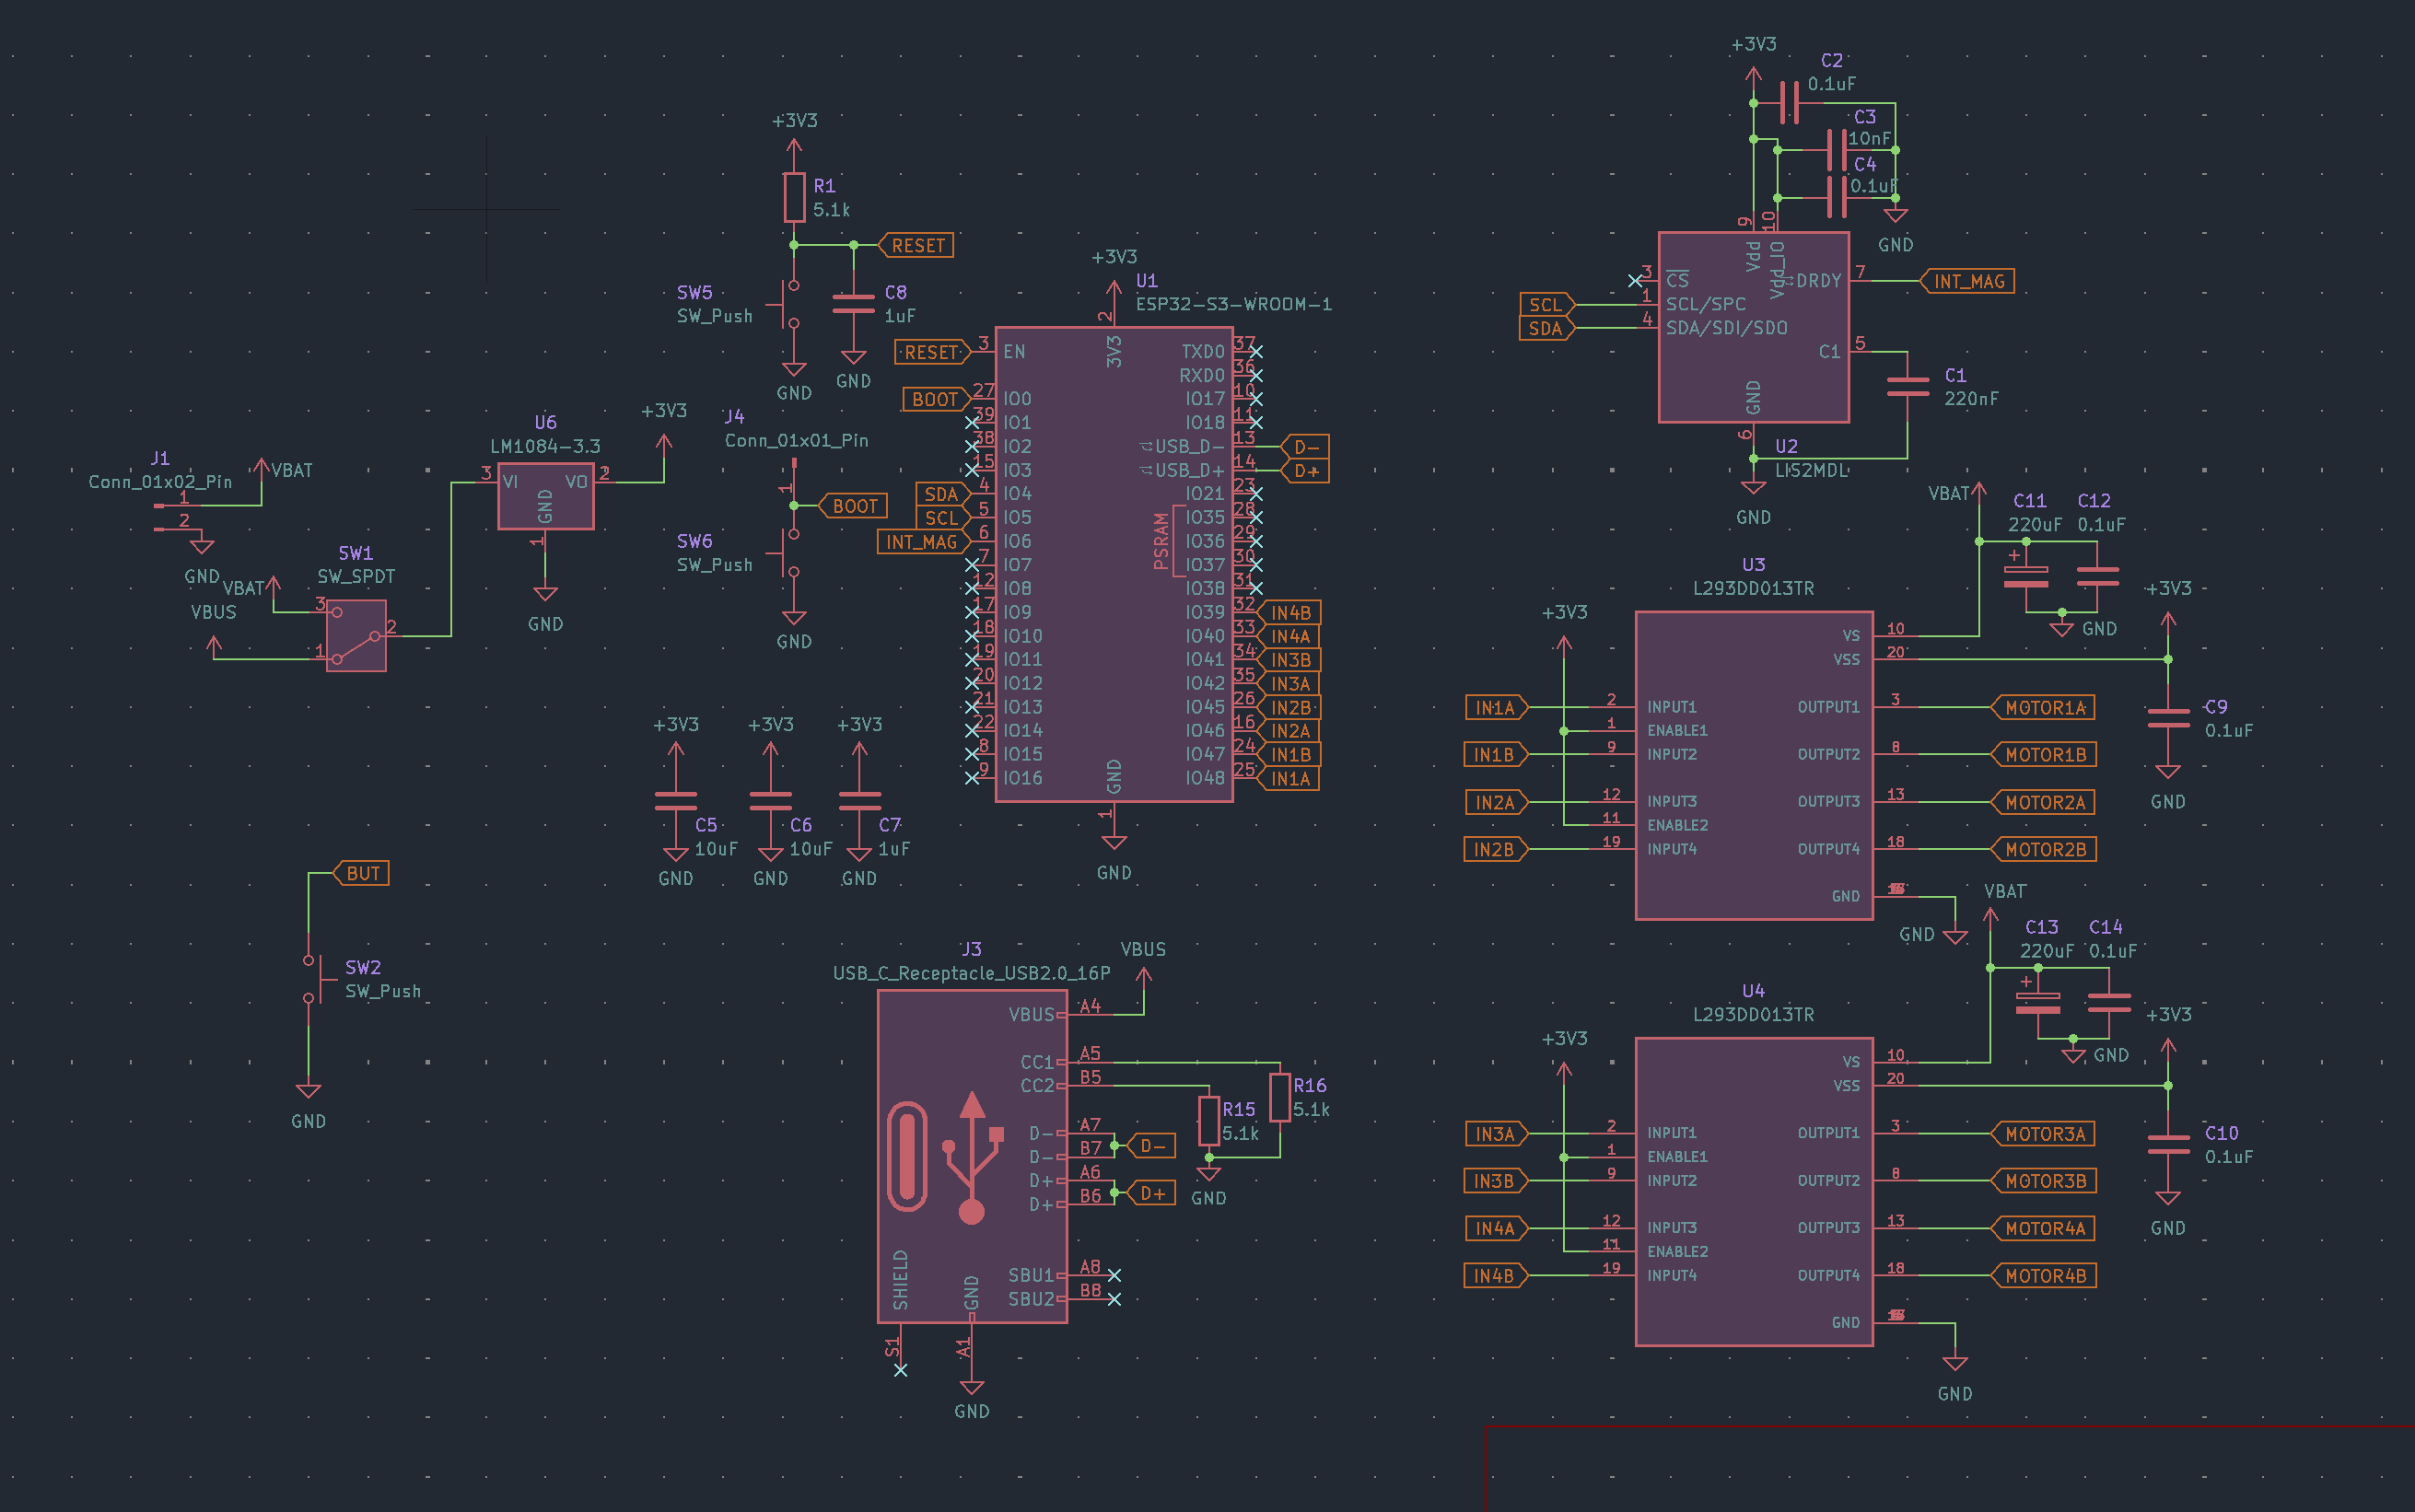 J1
Conn_01x02_Pin
1
2
VBAT
GND
SW1
SW_SPDT
VBAT
VBUS
3
1
2
U6
LM1084-3.3
3
VI
VO
2
GND
1
GND
+3V3
BUT
SW2
SW_Push
GND
+3V3
R1
5.1k
RESET
SW5
SW_Push
C8
1uF
GND
GND
J4
Conn_01x01_Pin
1
BOOT
SW6
SW_Push
GND
+3V3
C5
10uF
GND
+3V3
C6
10uF
GND
+3V3
C7
1uF
GND
+3V3
U1
ESP32-S3-WROOM-1
2
3V3
RESET 3 EN
BOOT 27 IO0
39 IO1
38 IO2
15 IO3
SDA 4 IO4
SCL 5 IO5
INT_MAG 6 IO6
7 IO7
12 IO8
17 IO9
18 IO10
19 IO11
20 IO12
21 IO13
22 IO14
8 IO15
9 IO16
TXD0 37
RXD0 36
IO17 10
IO18 11
USB_D- 13 D-
USB_D+ 14 D+
IO21 23
IO35 28
IO36 29
IO37 30
IO38 31
IO39 32 IN4B
IO40 33 IN4A
IO41 34 IN3B
IO42 35 IN3A
IO45 26 IN2B
IO46 16 IN2A
IO47 24 IN1B
IO48 25 IN1A
PSRAM
GND
1
GND
J3
USB_C_Receptacle_USB2.0_16P
VBUS
VBUS A4
CC1 A5
CC2 B5
D- A7
D- B7
D-
D+ A6
D+ B6
D+
SBU1 A8
SBU2 B8
SHIELD
S1
GND
A1
GND
R15
5.1k
R16
5.1k
GND
+3V3
C2
0.1uF
C3
10nF
C4
0.1uF
GND
9
10
Vdd
Vdd_IO
3 CS
SCL 1 SCL/SPC
SDA 4 SDA/SDI/SDO
DRDY 7 INT_MAG
C1 5
C1
220nF
GND
6
U2
LIS2MDL
GND
U3
L293DD013TR
+3V3
VBAT
C11
220uF
C12
0.1uF
GND
+3V3
VS 10
VSS 20
IN1A 2 INPUT1
1 ENABLE1
IN1B 9 INPUT2
IN2A 12 INPUT3
11 ENABLE2
IN2B 19 INPUT4
OUTPUT1 3 MOTOR1A
OUTPUT2 8 MOTOR1B
OUTPUT3 13 MOTOR2A
OUTPUT4 18 MOTOR2B
GND
GND
C9
0.1uF
GND
U4
L293DD013TR
+3V3
VBAT
C13
220uF
C14
0.1uF
GND
+3V3
VS 10
VSS 20
IN3A 2 INPUT1
1 ENABLE1
IN3B 9 INPUT2
IN4A 12 INPUT3
11 ENABLE2
IN4B 19 INPUT4
OUTPUT1 3 MOTOR3A
OUTPUT2 8 MOTOR3B
OUTPUT3 13 MOTOR4A
OUTPUT4 18 MOTOR4B
GND
GND
C10
0.1uF
GND